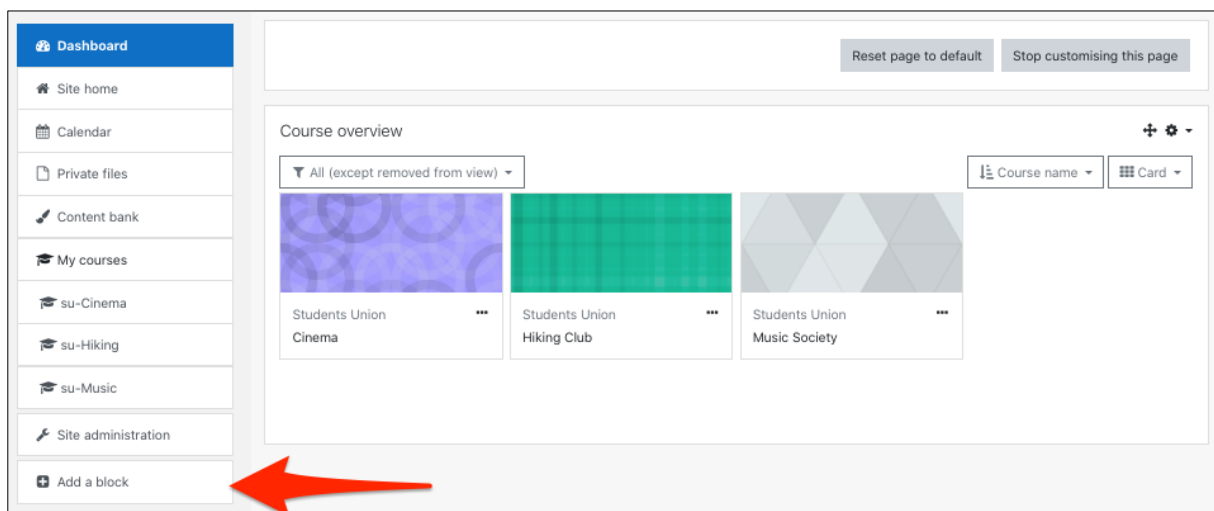 Dashboard
Site home
Calendar
Private files
Content bank
My courses
su-Cinema
su-Hiking
su-Music
Site administration
Add a block
Reset page to default
Stop customising this page
Course overview
All (except removed from view)
Course name
Card
Students Union
Cinema
Students Union
Hiking Club
Students Union
Music Society